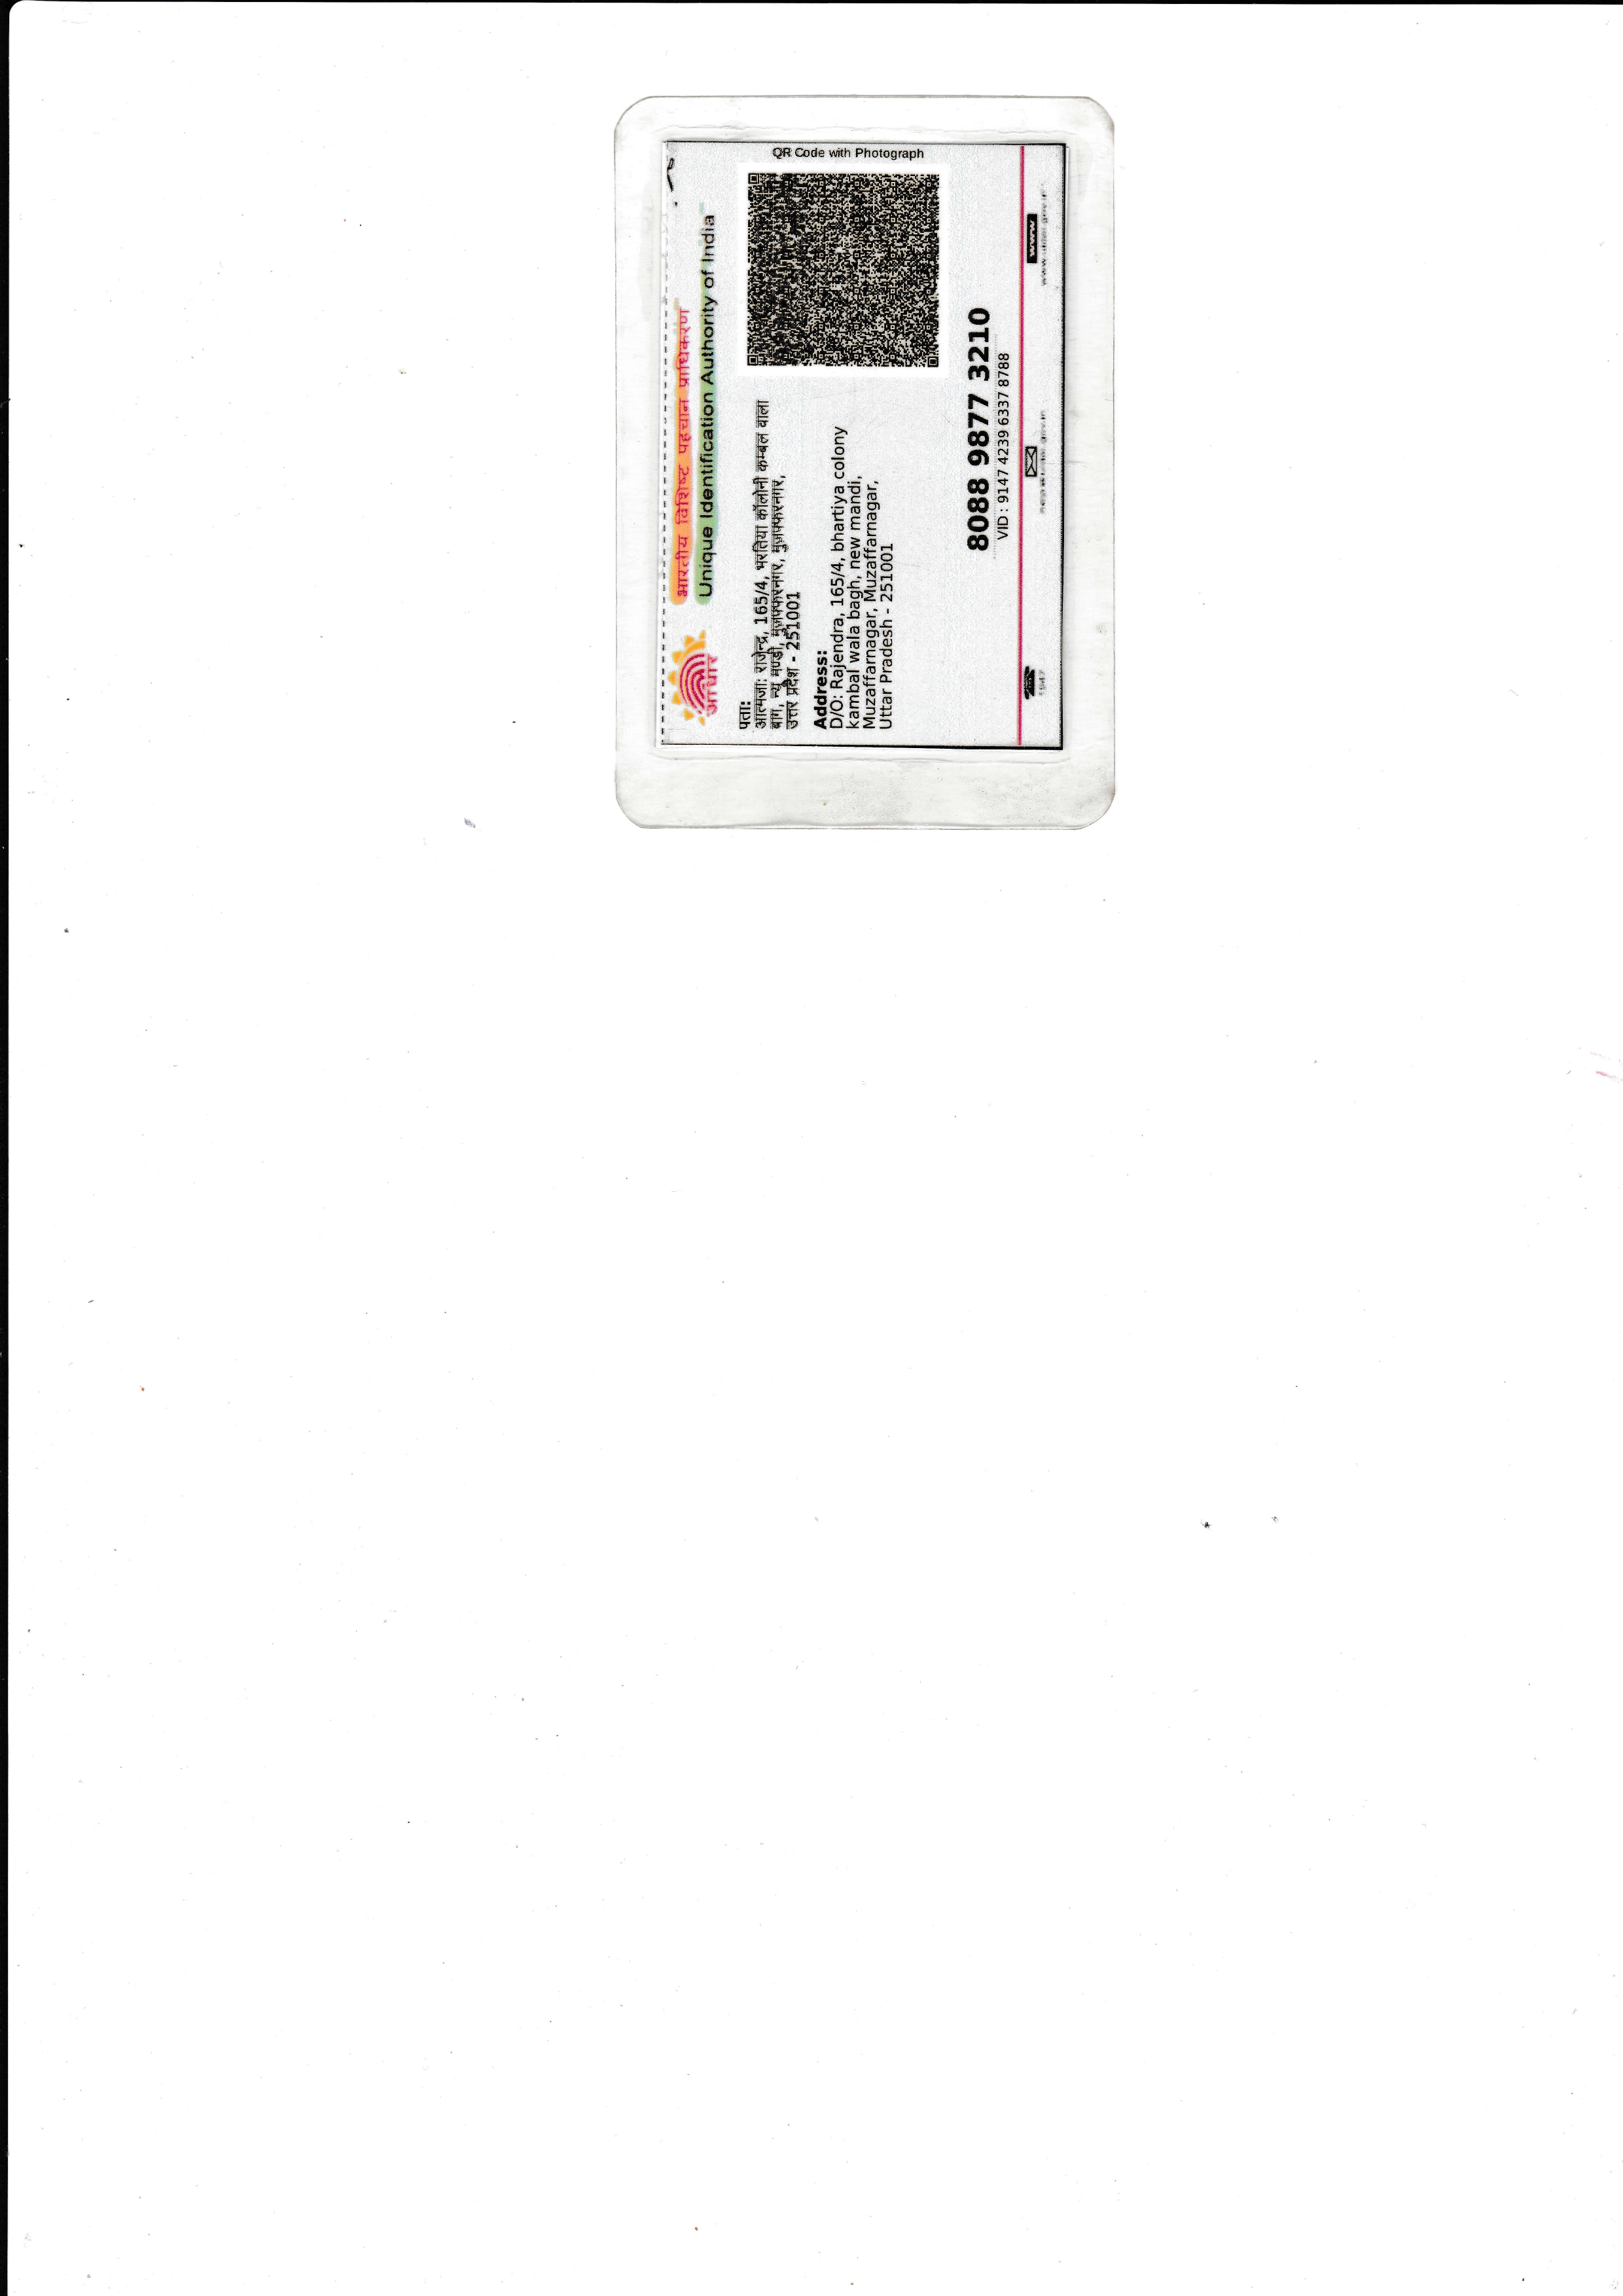 भारतीय विशिष्ट पहचान प्राधिकरण
Unique Identification Authority of India
आधार
QR Code with Photograph
पता:
आत्मजा: राजेन्द्र, 165/4, भरतिया कॉलोनी कम्बल वाला
बाग, न्यू मण्डी, मुज़फ्फरनगर, मुज़फ्फरनगर,
उत्तर प्रदेश - 251001
Address:
D/O: Rajendra, 165/4, bhartiya colony
kambal wala bagh, new mandi,
Muzaffarnagar, Muzaffarnagar,
Uttar Pradesh - 251001
8088 9877 3210
VID : 9147 4239 6337 8788
1947
www